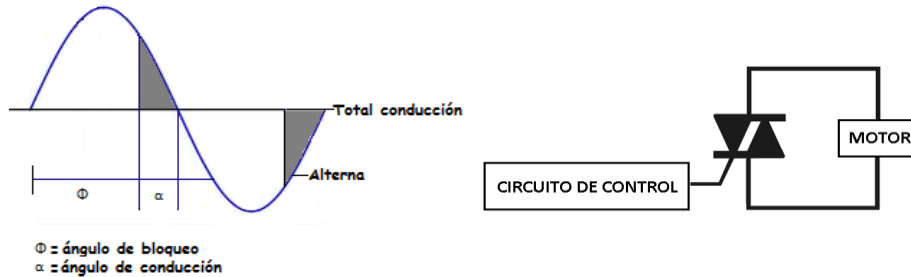 Total conducción
Alterna
Φ
α
Φ = ángulo de bloqueo
α = ángulo de conducción
CIRCUITO DE CONTROL
MOTOR